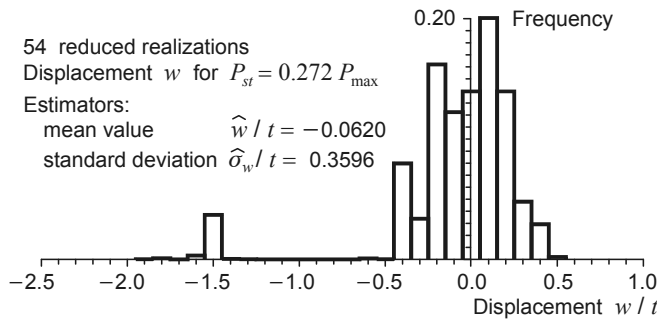 0.20 Frequency
54 reduced realizations
Displacement w for P_st = 0.272 P_max
Estimators:
mean value ŵ / t = −0.0620
standard deviation σ̂_w / t = 0.3596
−2.5 −2.0 −1.5 −1.0 −0.5 0.0 0.5 1.0
Displacement w / t